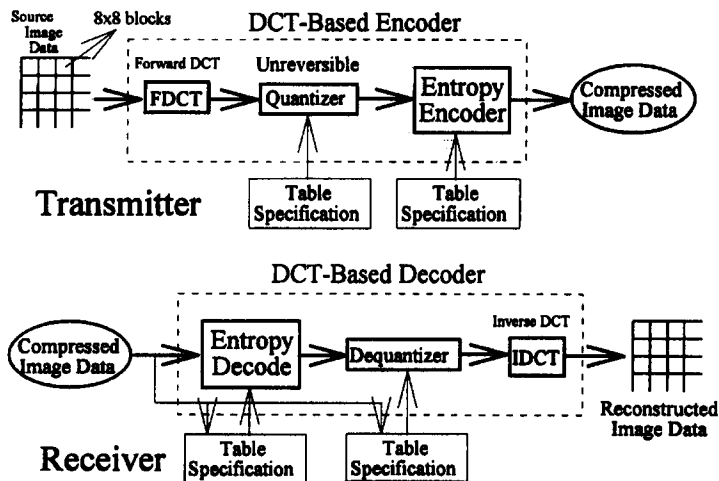 Source
Image
Data
8x8 blocks
DCT-Based Encoder
Forward DCT
FDCT
Unreversible
Quantizer
Entropy
Encoder
Compressed
Image Data
Transmitter
Table
Specification
Table
Specification
DCT-Based Decoder
Compressed
Image Data
Entropy
Decode
Dequantizer
Inverse DCT
IDCT
Reconstructed
Image Data
Receiver
Table
Specification
Table
Specification